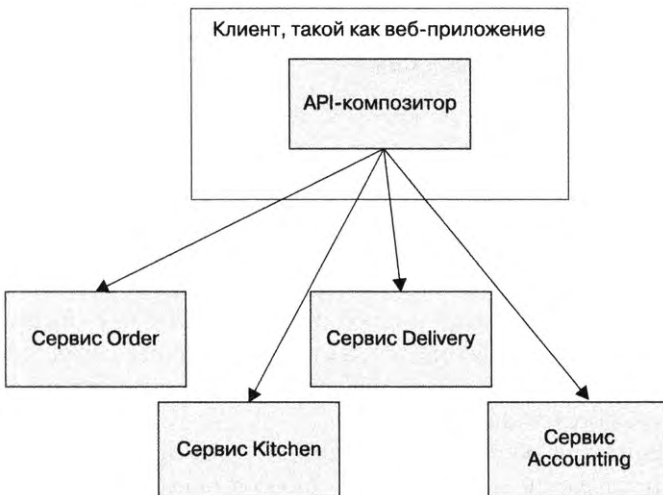 Клиент, такой как веб-приложение
API-композитор
Сервис Order
Сервис Delivery
Сервис Kitchen
Сервис
Accounting